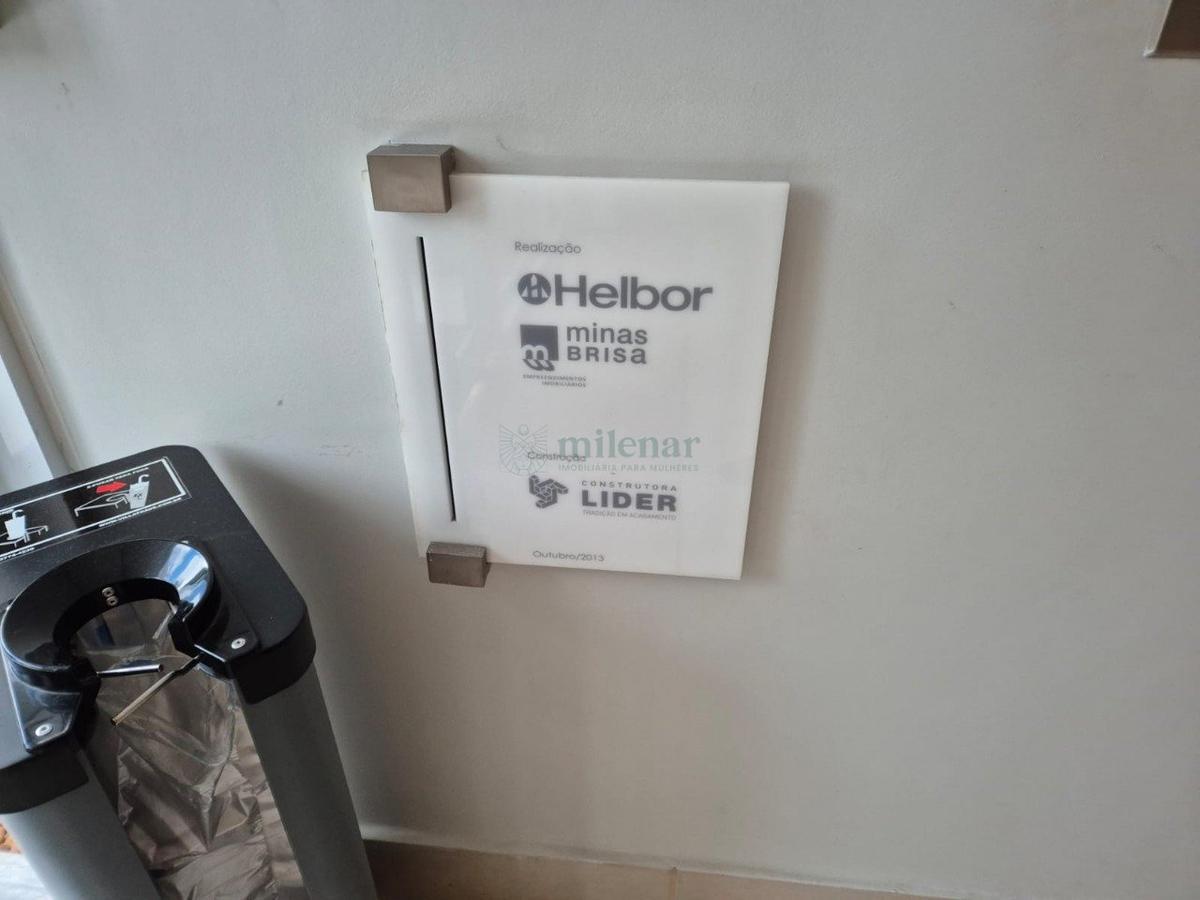 Realização
Helbor
minas
BRISA
EMPREENDIMENTOS
IMOBILIÁRIOS
milenar
IMOBILIÁRIA PARA MULHERES
Construção
CONSTRUTORA
LIDER
TRADIÇÃO EM ACABAMENTO
Outubro/2013